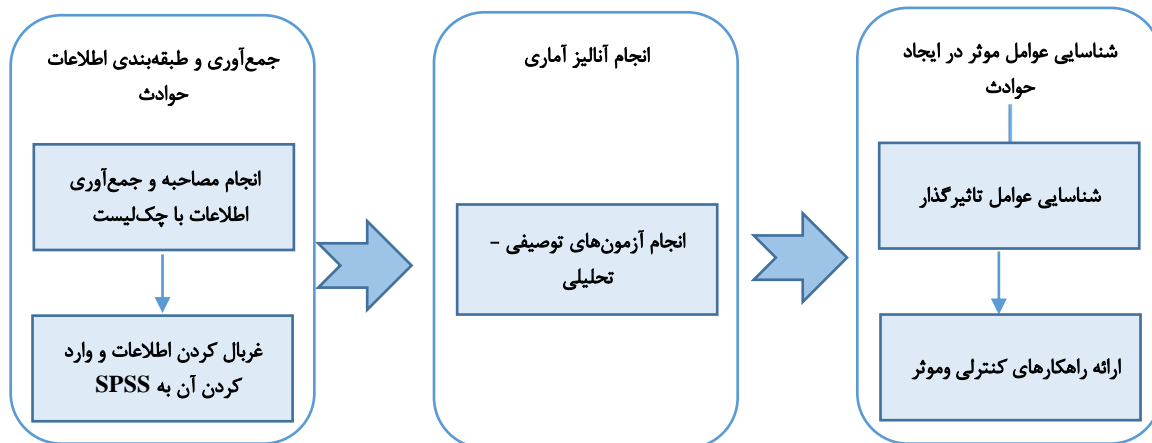 جمع‌آوری و طبقه‌بندی اطلاعات
حوادث
انجام مصاحبه و جمع‌آوری
اطلاعات با چک‌لیست
غربال کردن اطلاعات و وارد
کردن آن به SPSS
انجام آنالیز آماری
انجام آزمون‌های توصیفی –
تحلیلی
شناسایی عوامل موثر در ایجاد
حوادث
شناسایی عوامل تاثیرگذار
ارائه راهکارهای کنترلی وموثر